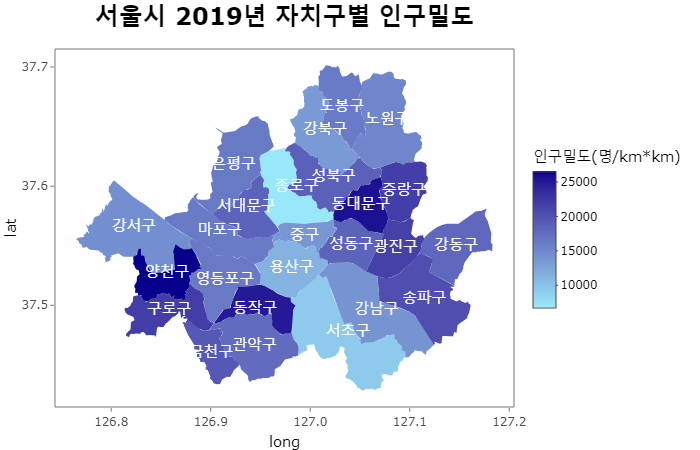 서울시 2019년 자치구별 인구밀도
37.7
37.6
37.5
lat
126.8
126.9
127.0
127.1
127.2
long
인구밀도(명/km*km)
25000
20000
15000
10000
도봉구
노원구
강북구
은평구
성북구
중랑구
종로구
동대문구
서대문구
강서구
마포구
중구
성동구
광진구
강동구
양천구
영등포구
용산구
송파구
구로구
동작구
강남구
서초구
금천구
관악구